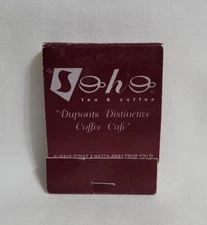 Soho
tea & coffee
"Duponts Distinctive
Coffee Cafe"
ALWAYS STRIKE A MATCH AWAY FROM YOU